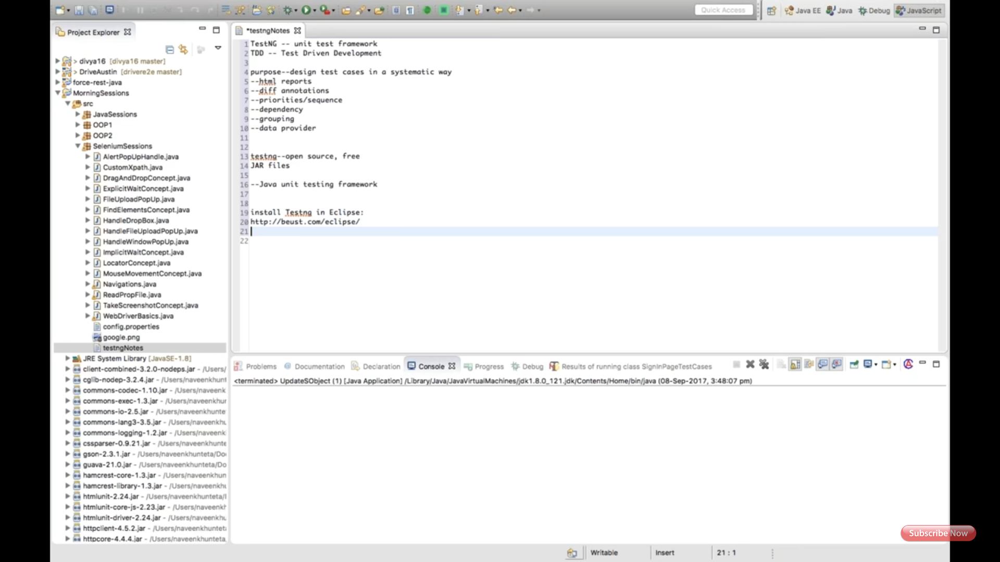 Quick Access
Java EE
Java
Debug
JavaScript
Project Explorer
> divya16 [divya16 master]
> DriveAustin [drivere2e master]
force-rest-java
MorningSessions
src
JavaSessions
OOP1
OOP2
SeleniumSessions
AlertPopUpHandle.java
CustomXpath.java
DragAndDropConcept.java
ExplicitWaitConcept.java
FileUploadPopUp.java
FindElementsConcept.java
HandleDropBox.java
HandleFileUploadPopUp.java
HandleWindowPopUp.java
ImplicitWaitConcept.java
LocatorConcept.java
MouseMovementConcept.java
Navigations.java
ReadPropFile.java
TakeScreenshotConcept.java
WebDriverBasics.java
config.properties
google.png
testngNotes
JRE System Library [JavaSE-1.8]
client-combined-3.2.0-nodeps.jar - /Users/
cglib-nodep-3.2.4.jar - /Users/naveenkhunt
commons-codec-1.10.jar - /Users/naveenk
commons-exec-1.3.jar - /Users/naveenkhur
commons-io-2.5.jar - /Users/naveenkhunte
commons-lang3-3.5.jar - /Users/naveenkhu
commons-logging-1.2.jar - /Users/naveenk
cssparser-0.9.21.jar - /Users/naveenkhunte
gson-2.3.1.jar - /Users/naveenkhunteta/Do
guava-21.0.jar - /Users/naveenkhunteta/Do
hamcrest-core-1.3.jar - /Users/naveenkhun
hamcrest-library-1.3.jar - /Users/naveenkhu
htmlunit-2.24.jar - /Users/naveenkhunteta/
htmlunit-core-js-2.23.jar - /Users/naveenkh
htmlunit-driver-2.24.jar - /Users/naveenkhu
httpclient-4.5.2.jar - /Users/naveenkhunteta
httpcore-4.4.4.jar - /Users/naveenkhunteta
*testngNotes
1 TestNG -- unit test framework
2 TDD -- Test Driven Development
3
4 purpose--design test cases in a systematic way
5 --html reports
6 --diff annotations
7 --priorities/sequence
8 --dependency
9 --grouping
10 --data provider
11
12
13 testng--open source, free
14 JAR files
15
16 --Java unit testing framework
17
18
19 install Testng in Eclipse:
20 http://beust.com/eclipse/
21
22
Problems
@ Documentation
Declaration
Console
Progress
Debug
Results of running class SignInPageTestCases
<terminated> UpdateSObject (1) [Java Application] /Library/Java/JavaVirtualMachines/jdk1.8.0_121.jdk/Contents/Home/bin/java (08-Sep-2017, 3:48:07 pm)
Subscribe Now
Writable
Insert
21 : 1